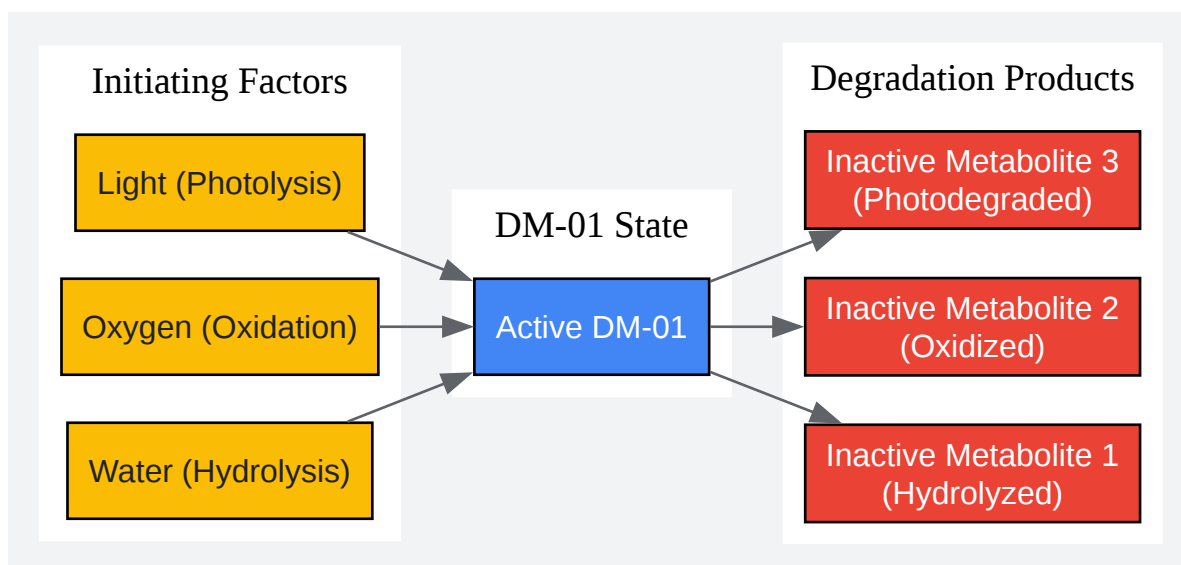 Initiating Factors
Light (Photolysis)
Oxygen (Oxidation)
Water (Hydrolysis)
DM-01 State
Active DM-01
Degradation Products
Inactive Metabolite 3
(Photodegraded)
Inactive Metabolite 2
(Oxidized)
Inactive Metabolite 1
(Hydrolyzed)